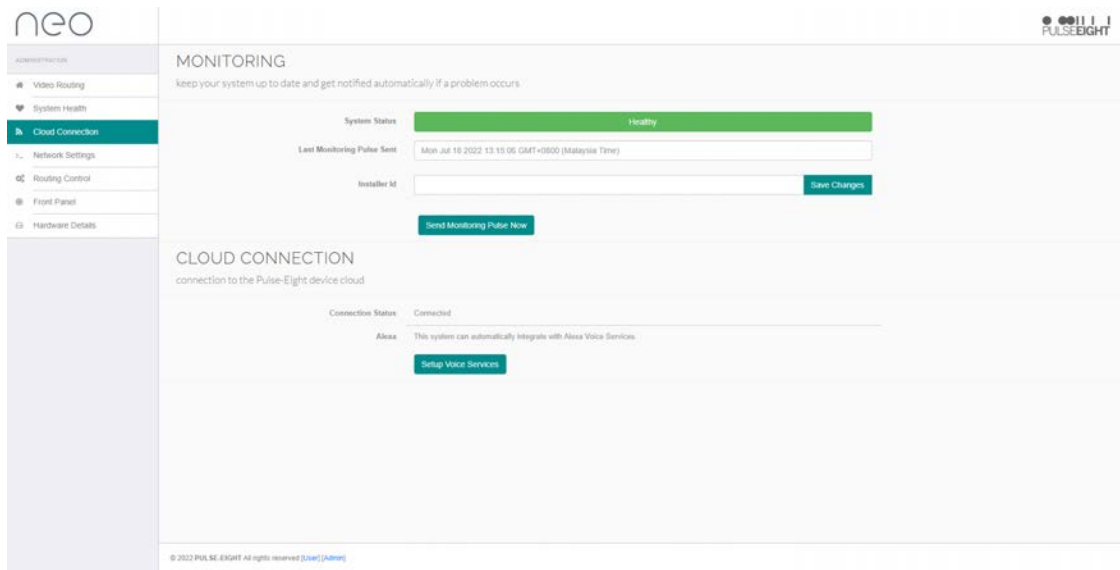 neo
PULSEEIGHT
ADMINISTRATION
Video Routing
System Health
Cloud Connection
Network Settings
Routing Control
Front Panel
Hardware Details
MONITORING
keep your system up to date and get notified automatically if a problem occurs
System Status Healthy
Last Monitoring Pulse Sent Mon Jul 18 2022 13:15:06 GMT+0800 (Malaysia Time)
Installer Id Save Changes
Send Monitoring Pulse Now
CLOUD CONNECTION
connection to the Pulse-Eight device cloud
Connection Status Connected
Alexa This system can automatically integrate with Alexa Voice Services.
Setup Voice Services
© 2022 PULSE-EIGHT All rights reserved [User] [Admin]